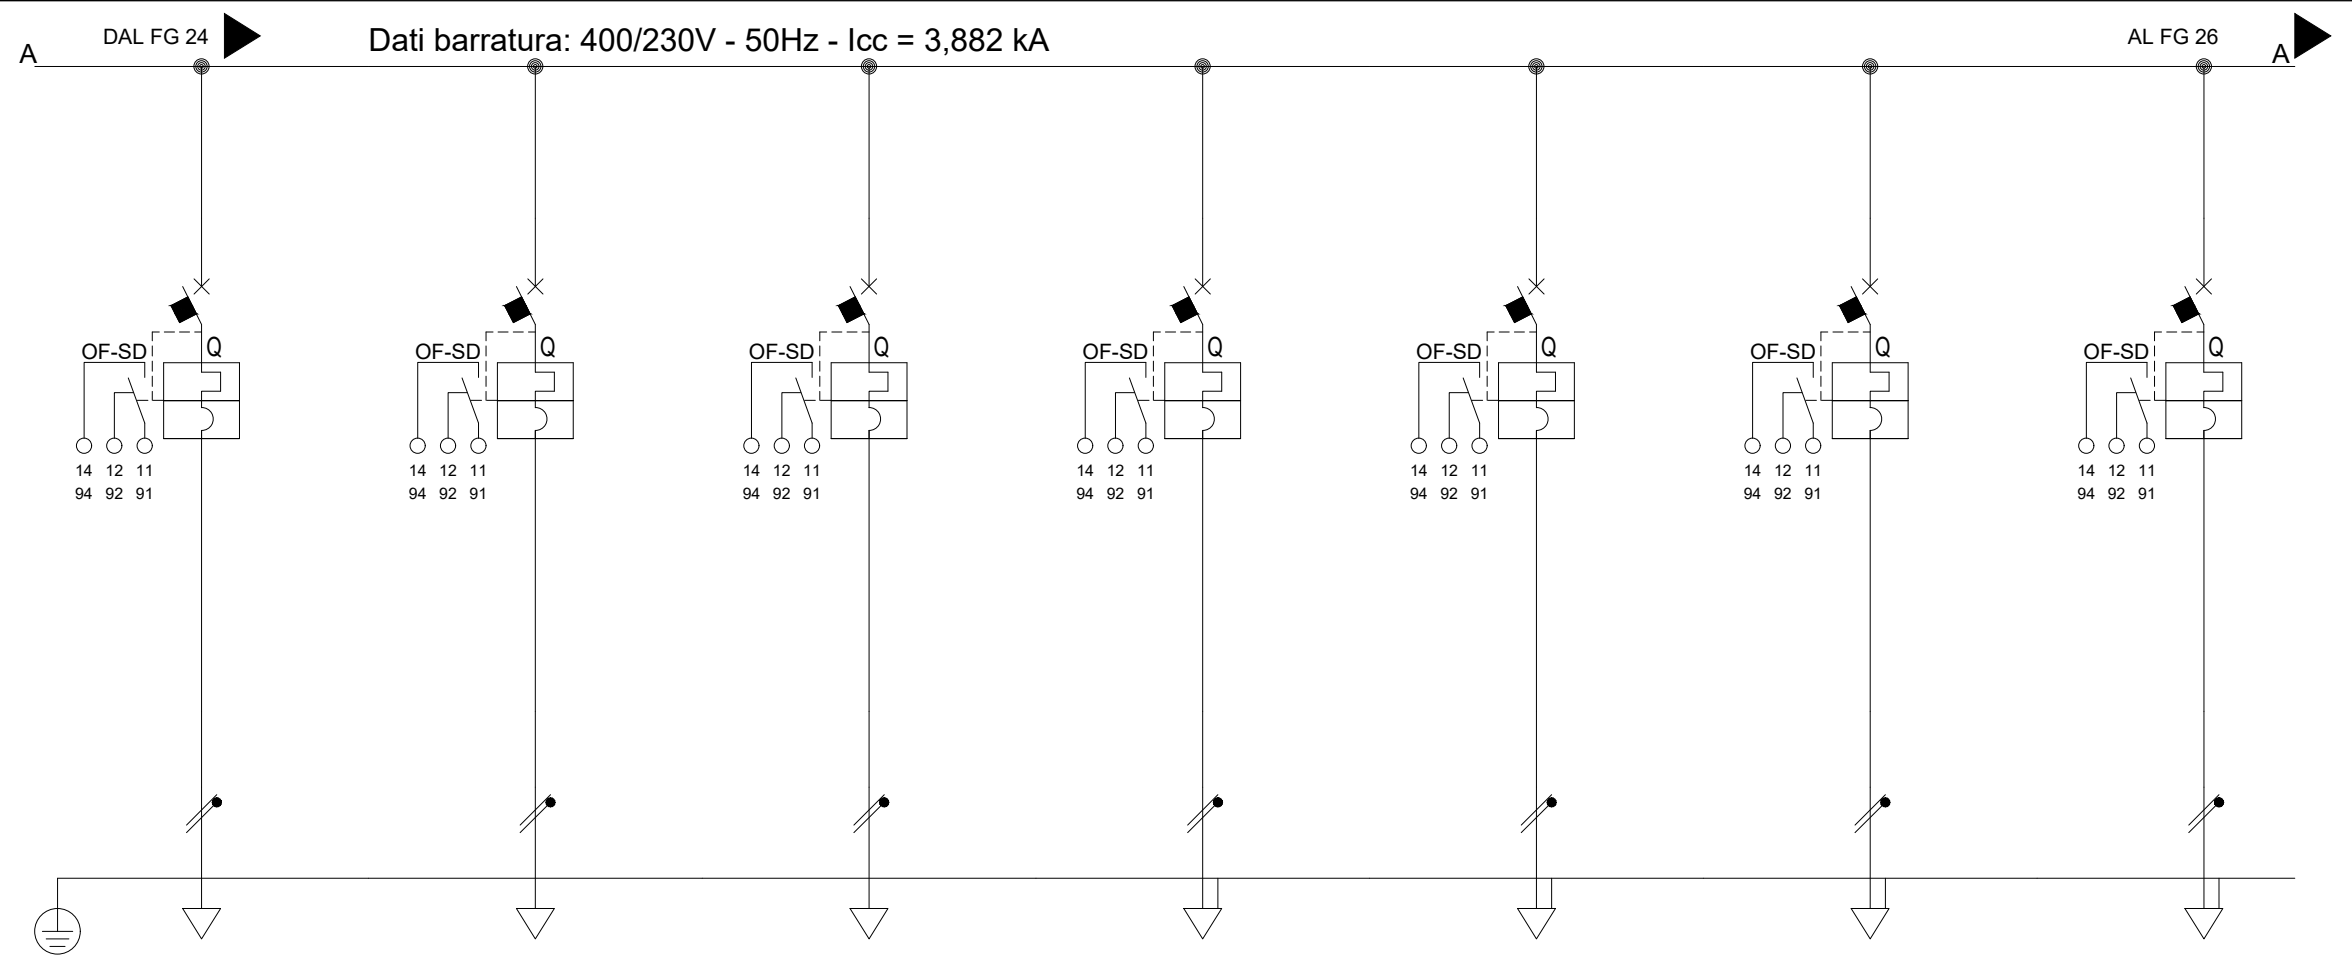 DAL FG 24
Dati barratura: 400/230V - 50Hz - Icc = 3,882 kA
AL FG 26
A
A
OF-SD Q
14 12 11
94 92 91
OF-SD Q
14 12 11
94 92 91
OF-SD Q
14 12 11
94 92 91
OF-SD Q
14 12 11
94 92 91
OF-SD Q
14 12 11
94 92 91
OF-SD Q
14 12 11
94 92 91
OF-SD Q
14 12 11
94 92 91